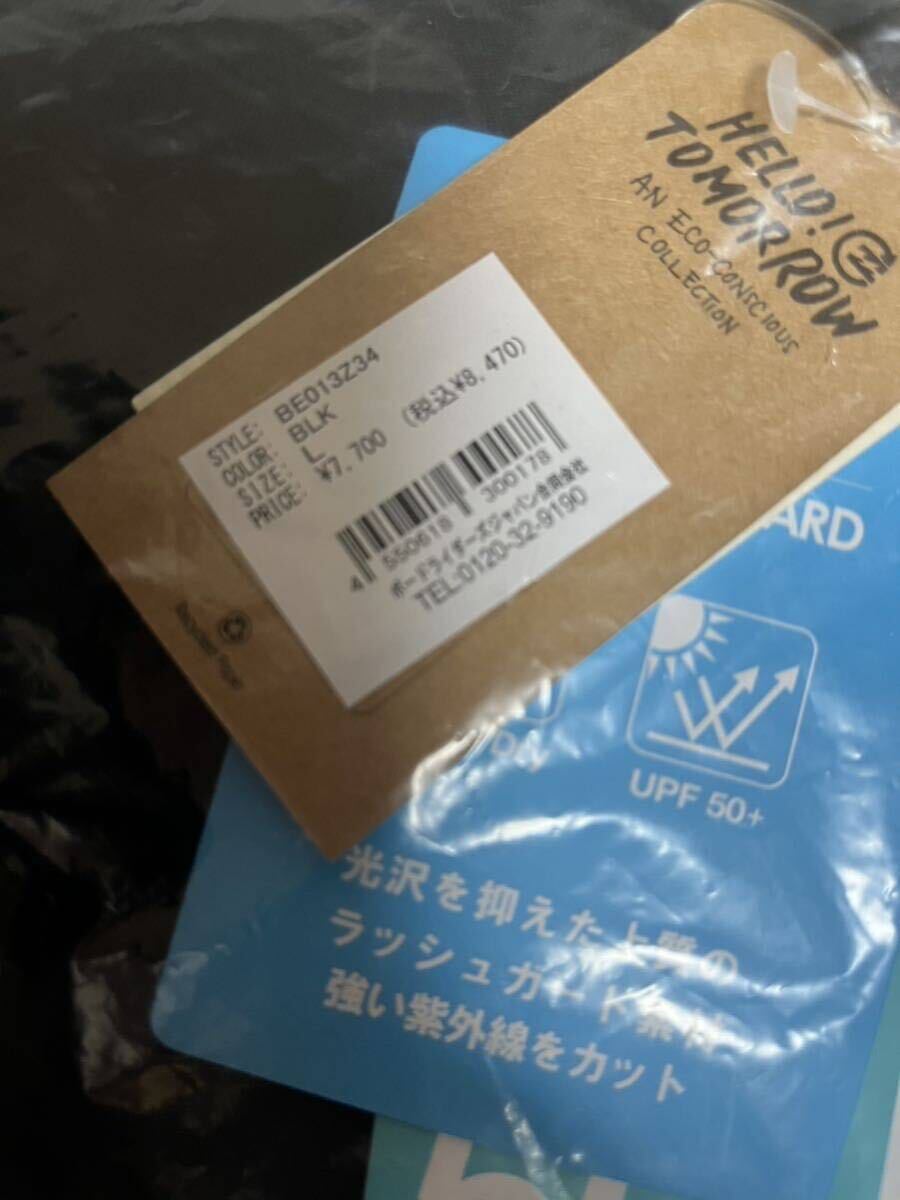 HELLO!
TOMORROW
AN ECO-CONSCIOUS
COLLECTION
STYLE: BE013Z34
COLOR: BLK
SIZE: L
PRICE: ¥7,700 (税込¥8,470)
4 550618 300178
ボードライダーズジャパン合同会社
TEL:0120-32-9190
UPF 50+
光沢を抑えた上質の
ラッシュガード素材
強い紫外線をカット